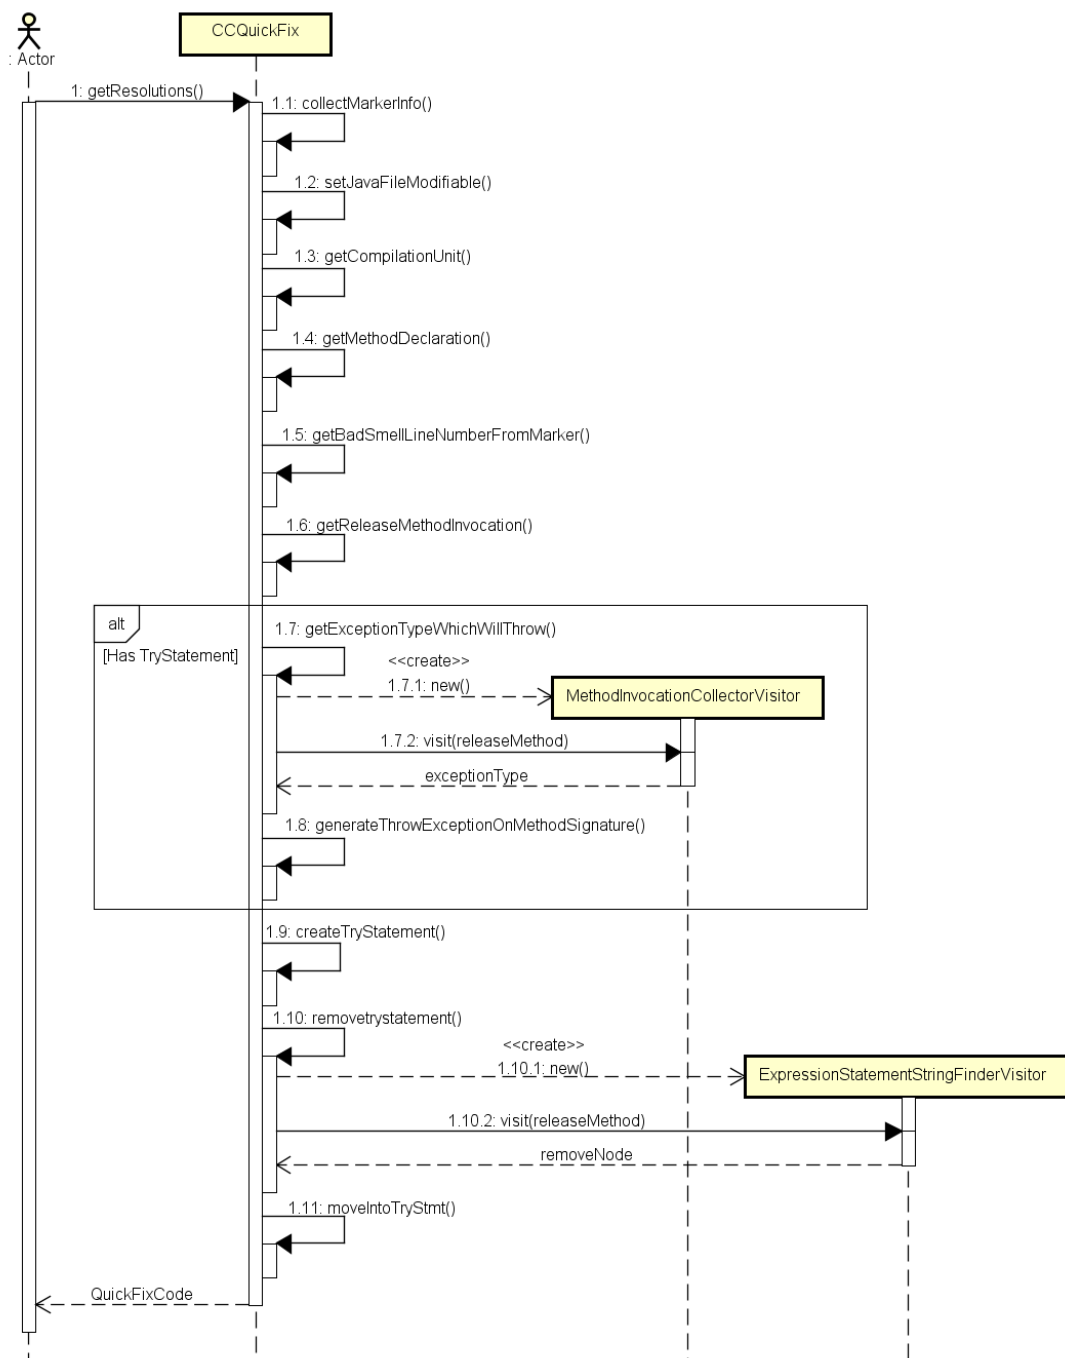 CCQuickFix
: Actor
1: getResolutions()
1.1: collectMarkerInfo()
1.2: setJavaFileModifiable()
1.3: getCompilationUnit()
1.4: getMethodDeclaration()
1.5: getBadSmellLineNumberFromMarker()
1.6: getReleaseMethodInvocation()
alt
1.7: getExceptionTypeWhichWillThrow()
[Has TryStatement]
<<create>>
1.7.1: new()
MethodInvocationCollectorVisitor
1.7.2: visit(releaseMethod)
exceptionType
1.8: generateThrowExceptionOnMethodSignature()
1.9: createTryStatement()
1.10: removetrystatement()
<<create>>
1.10.1: new()
ExpressionStatementStringFinderVisitor
1.10.2: visit(releaseMethod)
removeNode
1.11: moveIntoTryStmt()
QuickFixCode